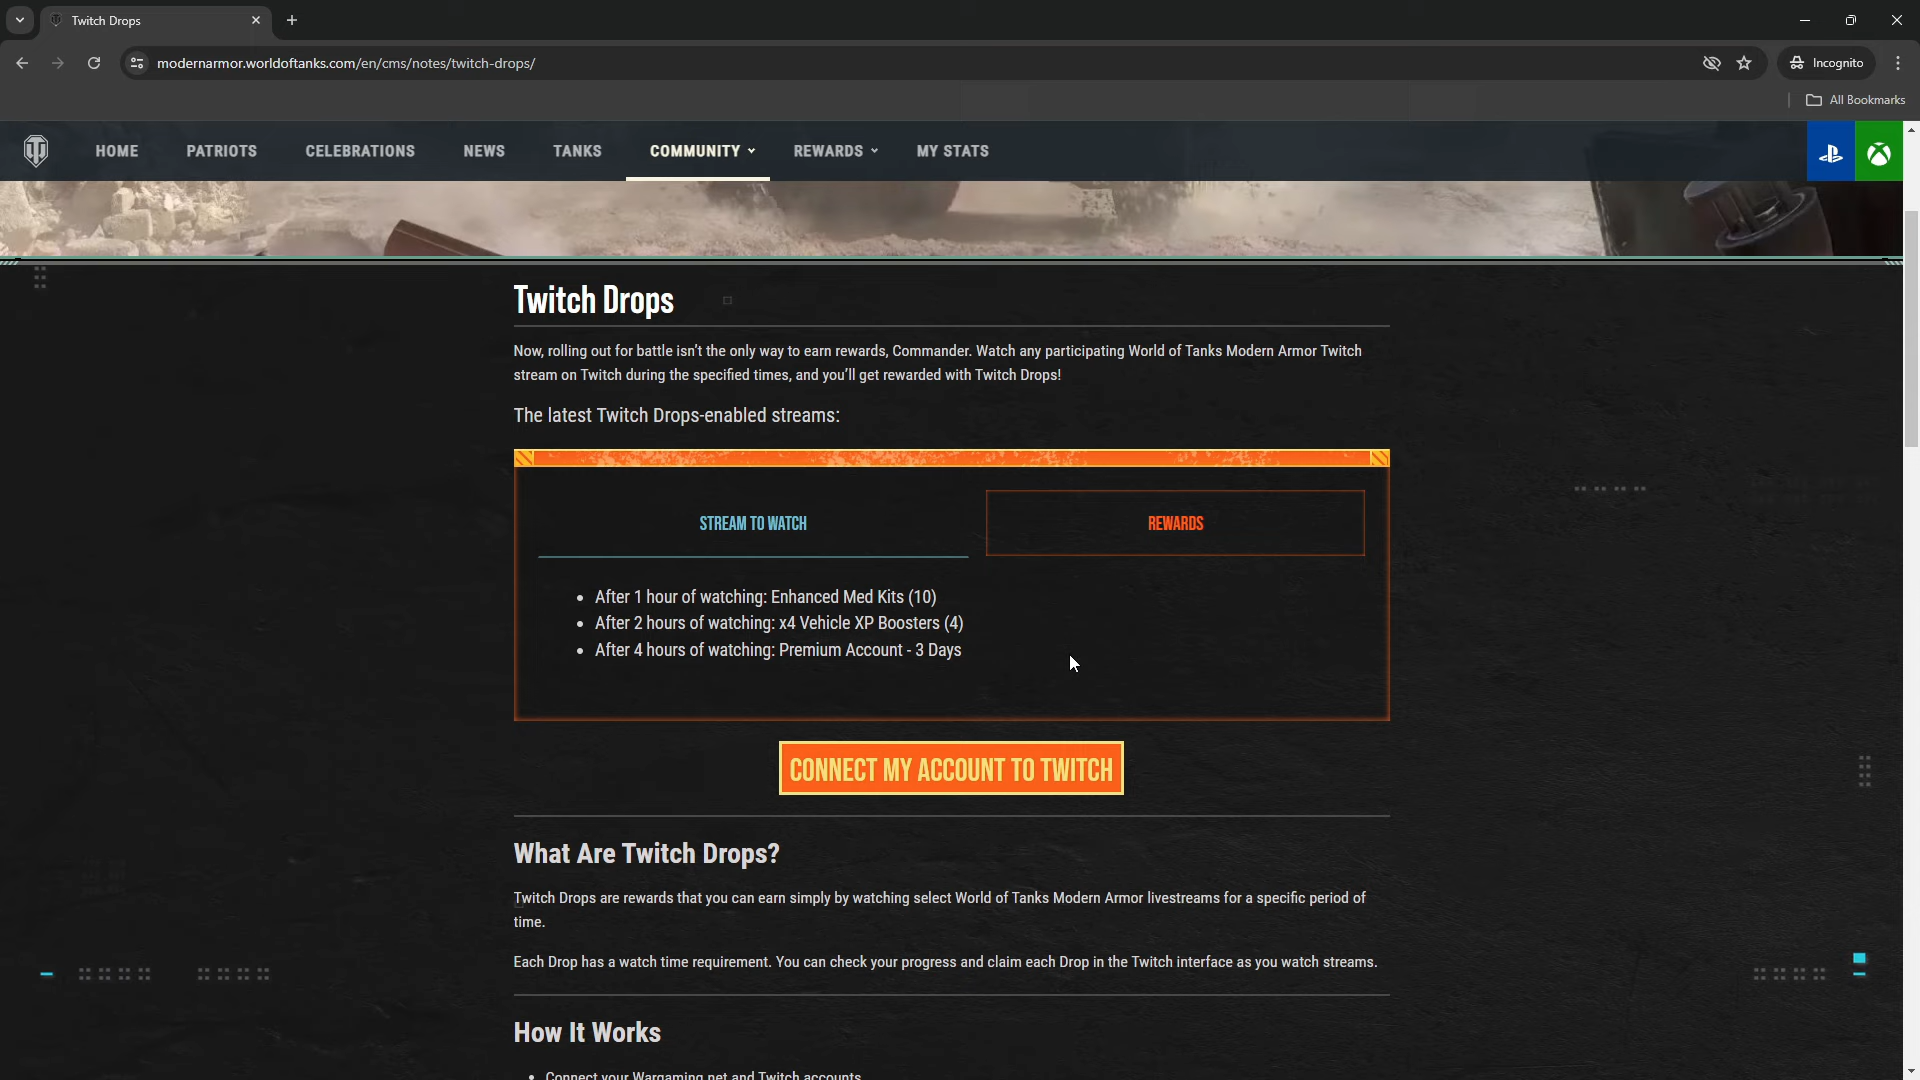 Twitch Drops
modernarmor.worldoftanks.com/en/cms/notes/twitch-drops/
Incognito
All Bookmarks
HOME
PATRIOTS
CELEBRATIONS
NEWS
TANKS
COMMUNITY
REWARDS
MY STATS
Twitch Drops
Now, rolling out for battle isn't the only way to earn rewards, Commander. Watch any participating World of Tanks Modern Armor Twitch
stream on Twitch during the specified times, and you'll get rewarded with Twitch Drops!
The latest Twitch Drops-enabled streams:
STREAM TO WATCH
REWARDS
• After 1 hour of watching: Enhanced Med Kits (10)
• After 2 hours of watching: x4 Vehicle XP Boosters (4)
• After 4 hours of watching: Premium Account - 3 Days
CONNECT MY ACCOUNT TO TWITCH
What Are Twitch Drops?
Twitch Drops are rewards that you can earn simply by watching select World of Tanks Modern Armor livestreams for a specific period of
time.
Each Drop has a watch time requirement. You can check your progress and claim each Drop in the Twitch interface as you watch streams.
How It Works
• Connect your Wargaming.net and Twitch accounts